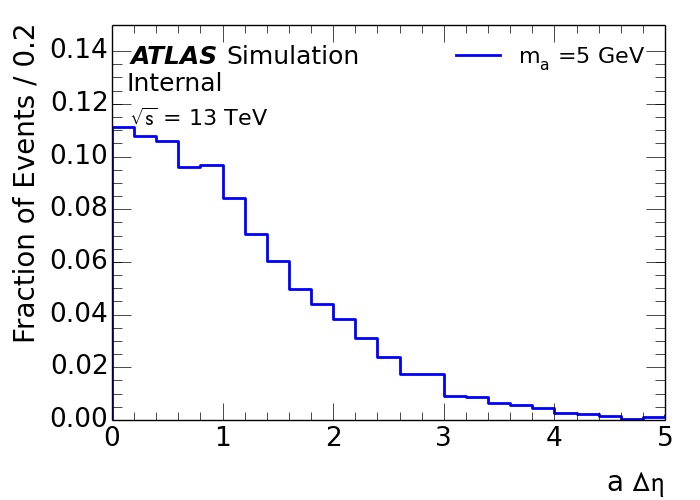 Fraction of Events / 0.2
0.14
0.12
0.10
0.08
0.06
0.04
0.02
0.00
ATLAS Simulation
Internal
√s = 13 TeV
mₐ =5 GeV
0 1 2 3 4 5
a Δη